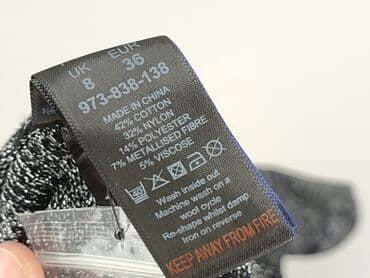 UK EUR
8 36
973-838-138
MADE IN CHINA
42% COTTON
32% NYLON
14% POLYESTER
7% METALLISED FIBRE
5% VISCOSE
Wash inside out
Machine wash on a
wool cycle
Re-shape whilst damp
Iron on reverse
KEEP AWAY FROM FIRE